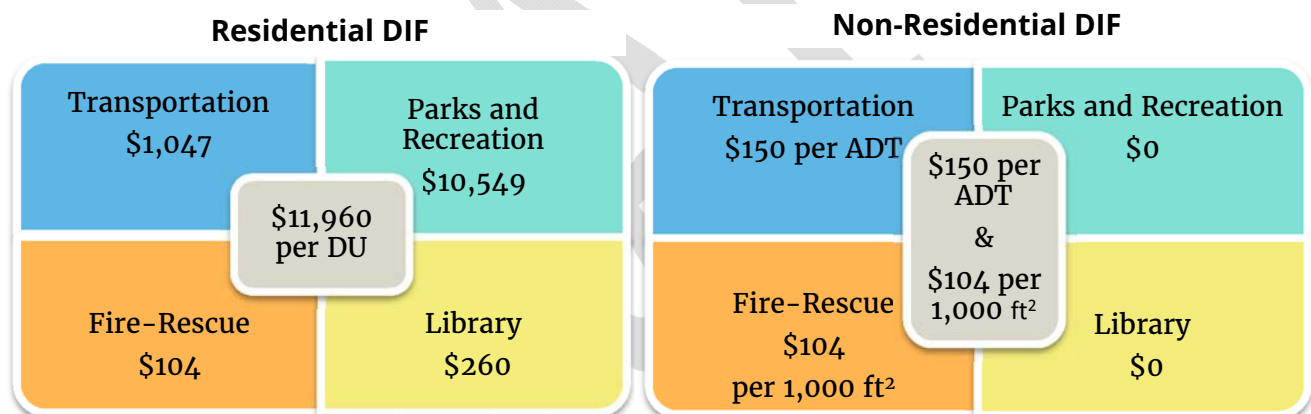 Residential DIF
Transportation
$1,047
Parks and
Recreation
$10,549
$11,960
per DU
Fire-Rescue
$104
Library
$260
Non-Residential DIF
Transportation
$150 per ADT
Parks and Recreation
$0
$150 per
ADT
&
$104 per
1,000 ft²
Fire-Rescue
$104
per 1,000 ft²
Library
$0